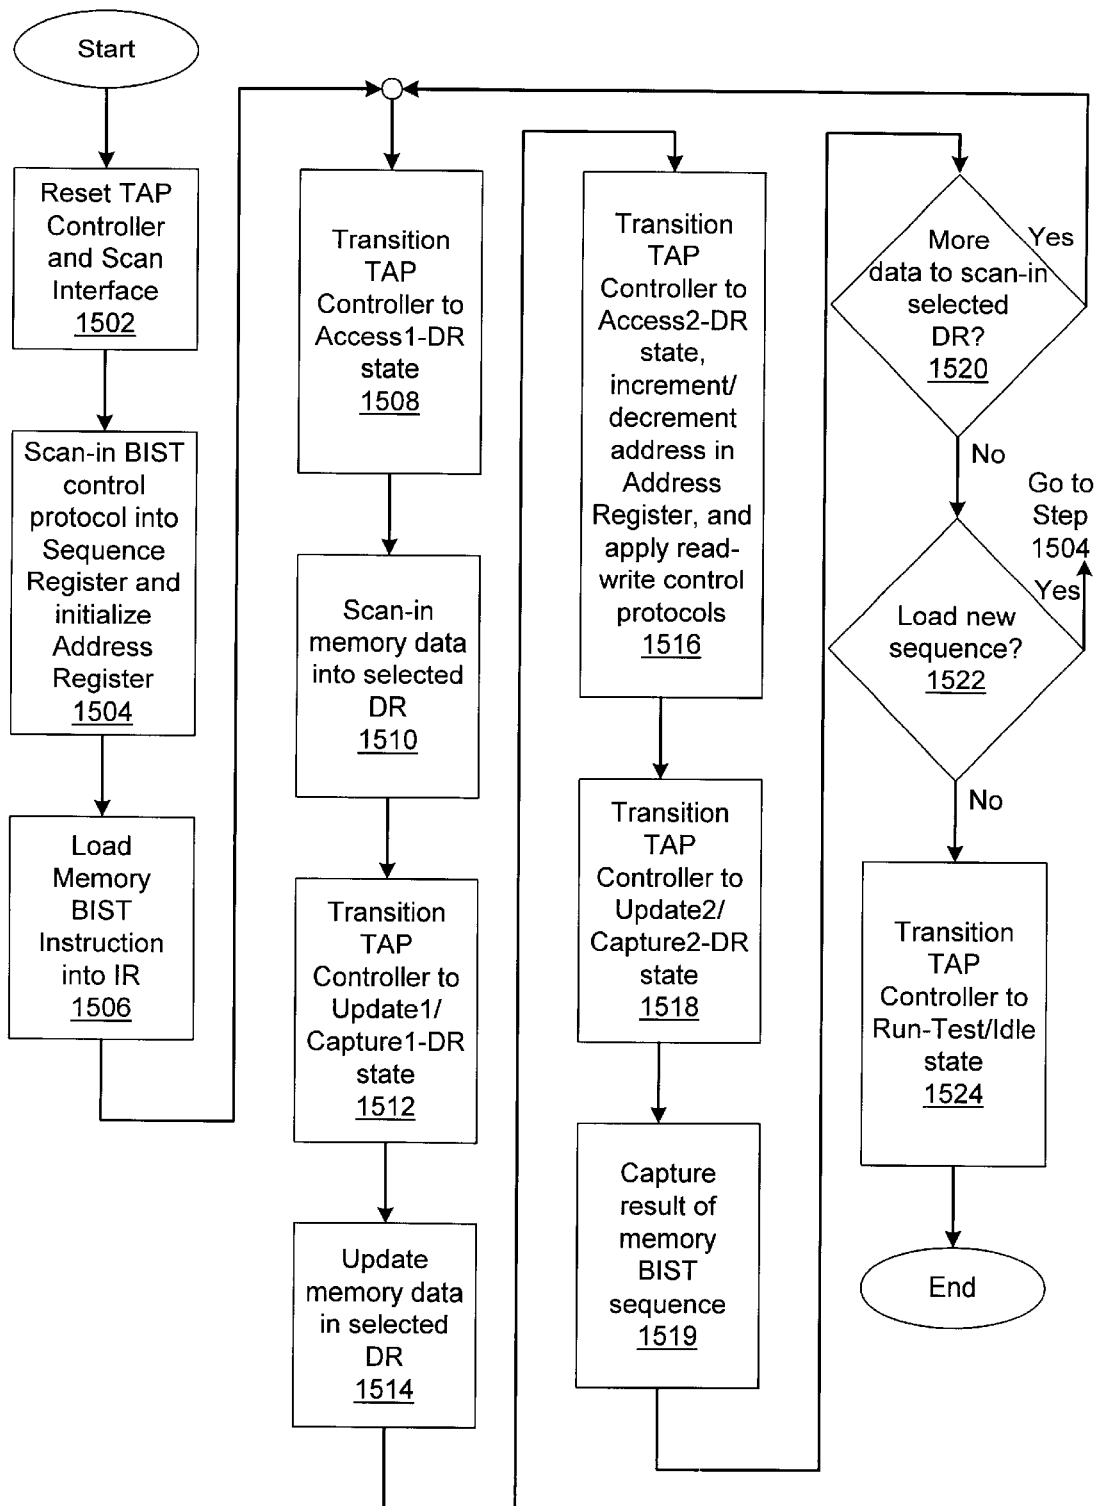 Start
Reset TAP
Controller
and Scan
Interface
1502
Scan-in BIST
control
protocol into
Sequence
Register and
initialize
Address
Register
1504
Load
Memory
BIST
Instruction
into IR
1506
Transition
TAP
Controller to
Access1-DR
state
1508
Scan-in
memory data
into selected
DR
1510
Transition
TAP
Controller to
Update1/
Capture1-DR
state
1512
Update
memory data
in selected
DR
1514
Transition
TAP
Controller to
Access2-DR
state,
increment/
decrement
address in
Address
Register, and
apply read-
write control
protocols
1516
Transition
TAP
Controller to
Update2/
Capture2-DR
state
1518
Capture
result of
memory
BIST
sequence
1519
More
data to scan-in
selected
DR?
1520
Yes
No
Go to
Step
1504
Yes
Load new
sequence?
1522
No
Transition
TAP
Controller to
Run-Test/Idle
state
1524
End